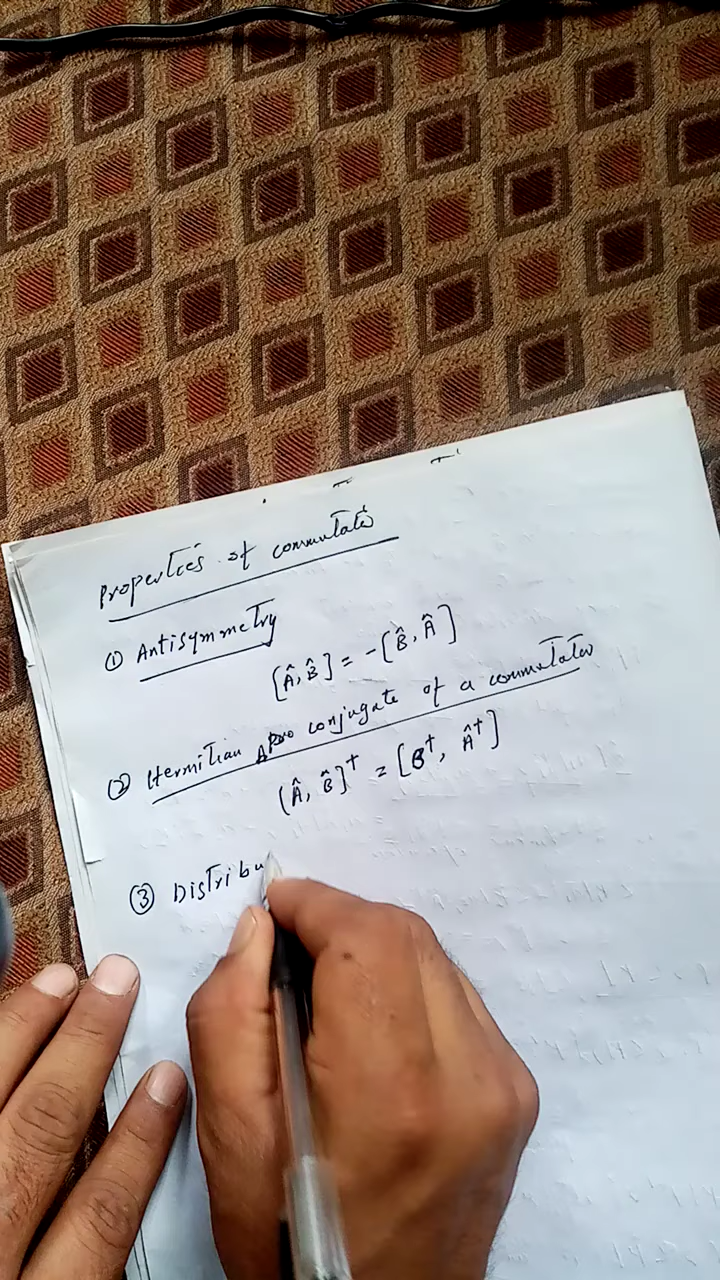 Properties of commutator
① Antisymmetry
[Â, B̂] = -[B̂, Â]
② Hermitian conjugate of a commutator
(Â, B̂]† = [B†, Â†]
③ Distribu